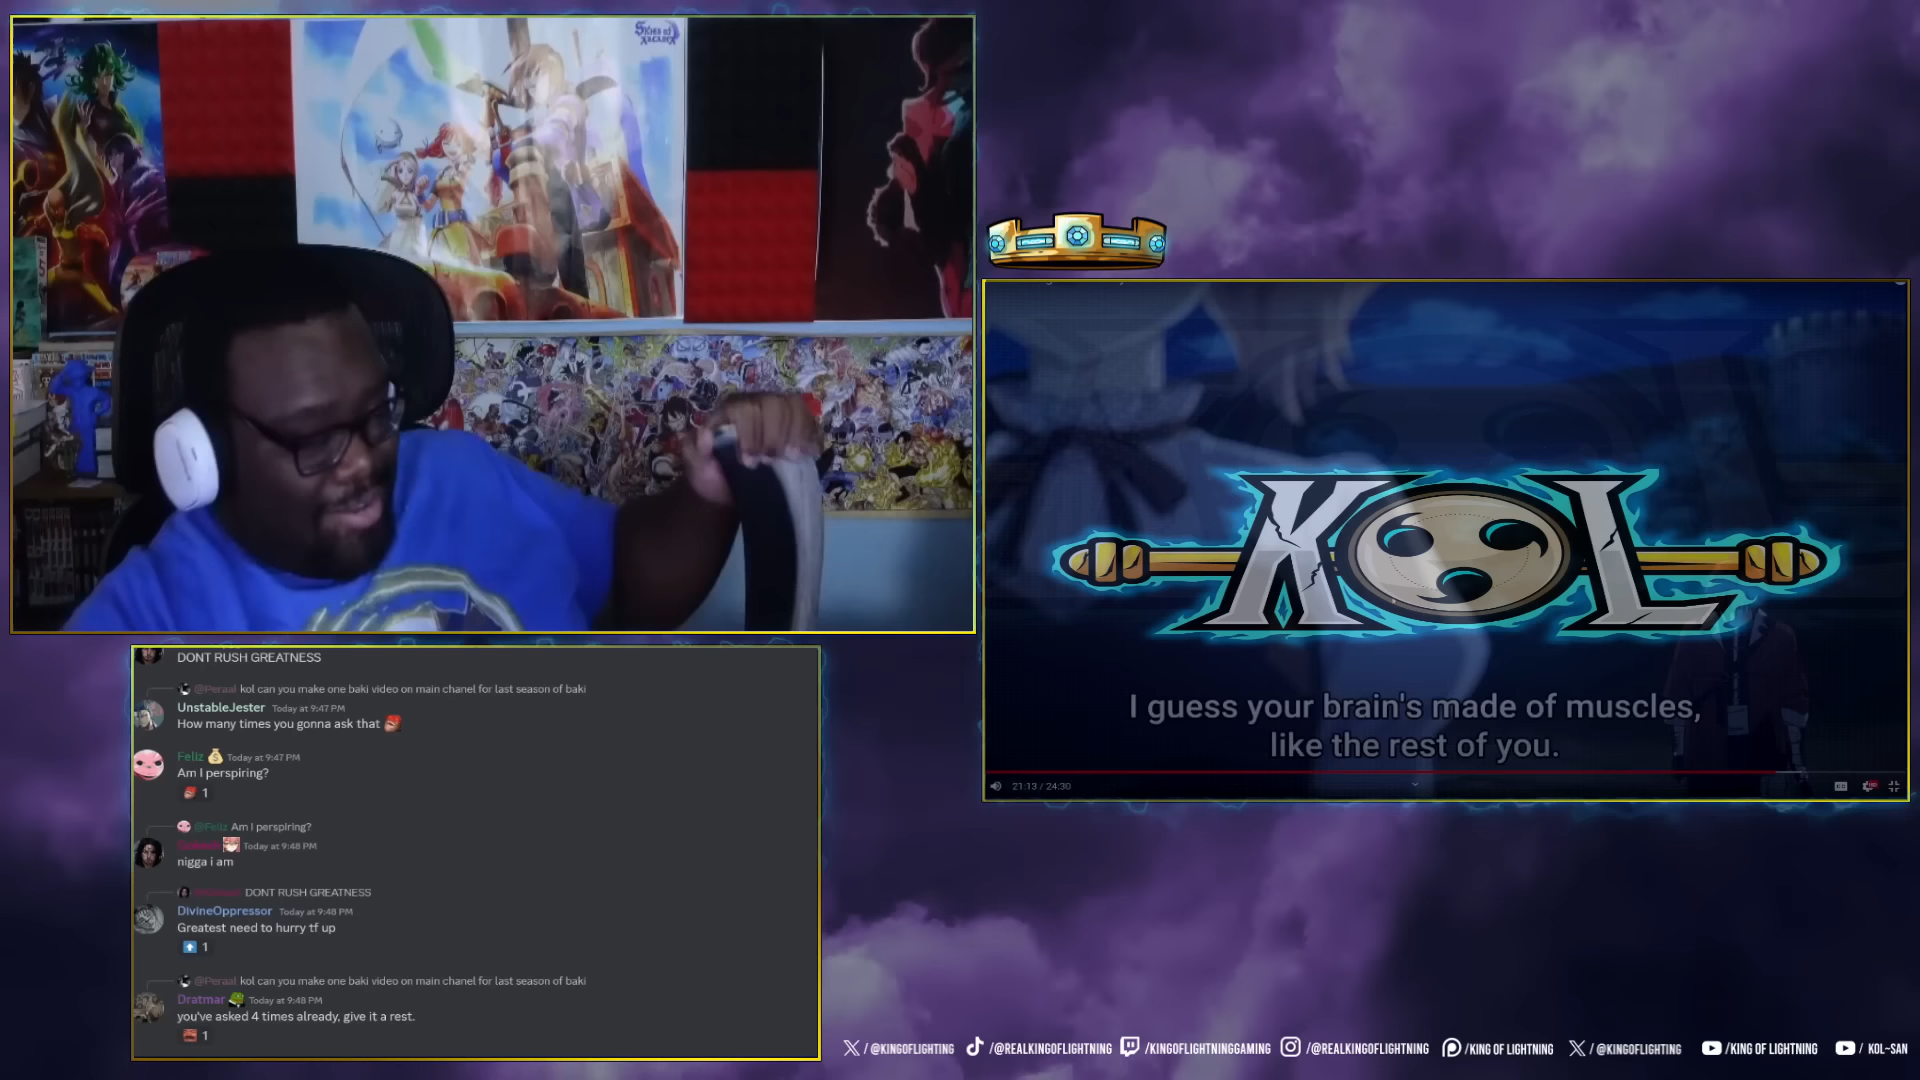 Skies of
Arcadia
DONT RUSH GREATNESS
@Peraal kol can you make one baki video on main chanel for last season of baki
UnstableJester Today at 9:47 PM
How many times you gonna ask that
Feliz Today at 9:47 PM
Am I perspiring?
1
@Feliz Am I perspiring?
Today at 9:48 PM
nigga i am
DONT RUSH GREATNESS
DivineOppressor Today at 9:48 PM
Greatest need to hurry tf up
1
@Peraal kol can you make one baki video on main chanel for last season of baki
Dratmar Today at 9:48 PM
you've asked 4 times already, give it a rest.
1
KOL
I guess your brain's made of muscles,
like the rest of you.
21:13 / 24:30
/ @KINGOFLIGHTING /@REALKINGOFLIGHTNING /KINGOFLIGHTNINGGAMING /@REALKINGOFLIGHTNING /KING OF LIGHTNING / @KINGOFLIGHTING /KING OF LIGHTNING / KOL-SAN